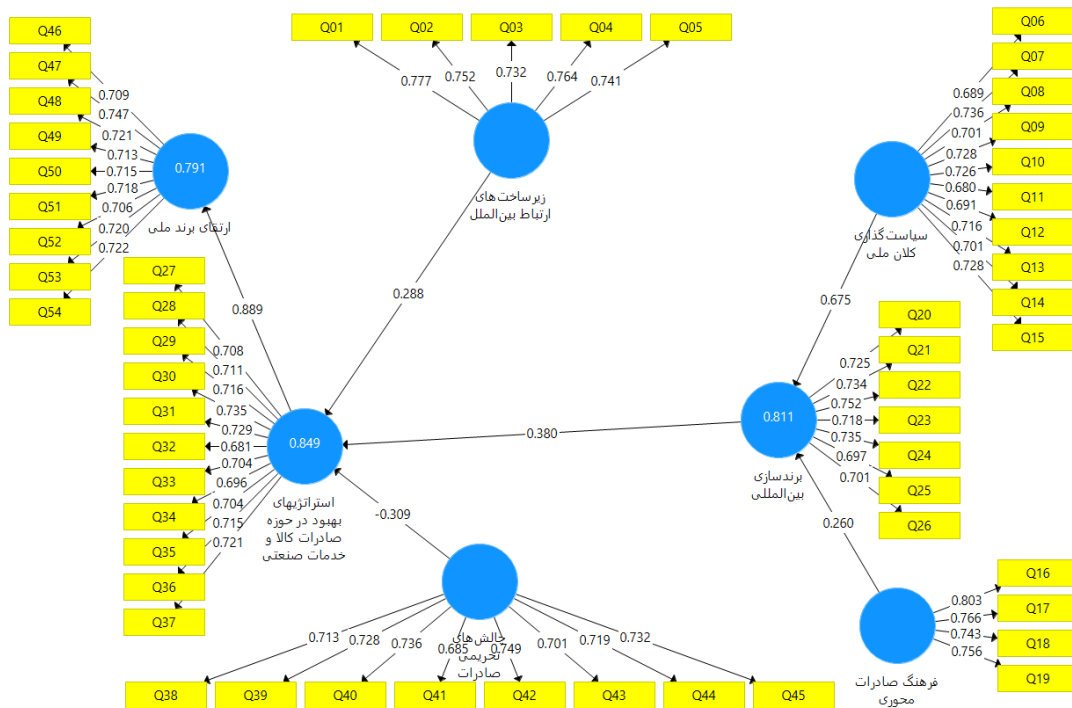 Q46
Q47
Q48
Q49
Q50
Q51
Q52
Q53
Q54
0.709
0.747
0.721
0.713
0.715
0.718
0.706
0.720
0.722
0.791
ارتقای برند ملی
Q01
Q02
Q03
Q04
Q05
0.777
0.752
0.732
0.764
0.741
زیرساخت‌های
ارتباط بین‌الملل
Q06
Q07
Q08
Q09
Q10
Q11
Q12
Q13
Q14
Q15
0.689
0.736
0.701
0.728
0.726
0.680
0.691
0.716
0.701
0.728
سیاست‌گذاری
کلان ملی
0.889
0.288
0.675
Q27
Q28
Q29
Q30
Q31
Q32
Q33
Q34
Q35
Q36
Q37
0.708
0.711
0.716
0.735
0.729
0.681
0.704
0.696
0.704
0.715
0.721
0.849
استراتژیهای
بهبود در حوزه
صادرات کالا و
خدمات صنعتی
0.380
-0.309
Q20
Q21
Q22
Q23
Q24
Q25
Q26
0.725
0.734
0.752
0.718
0.735
0.697
0.701
0.811
برندسازی
بین‌المللی
0.260
چالش‌های
تحریمی
صادرات
0.713
0.728
0.736
0.685
0.749
0.701
0.719
0.732
Q38
Q39
Q40
Q41
Q42
Q43
Q44
Q45
Q16
Q17
Q18
Q19
0.803
0.766
0.743
0.756
فرهنگ صادرات
محوری